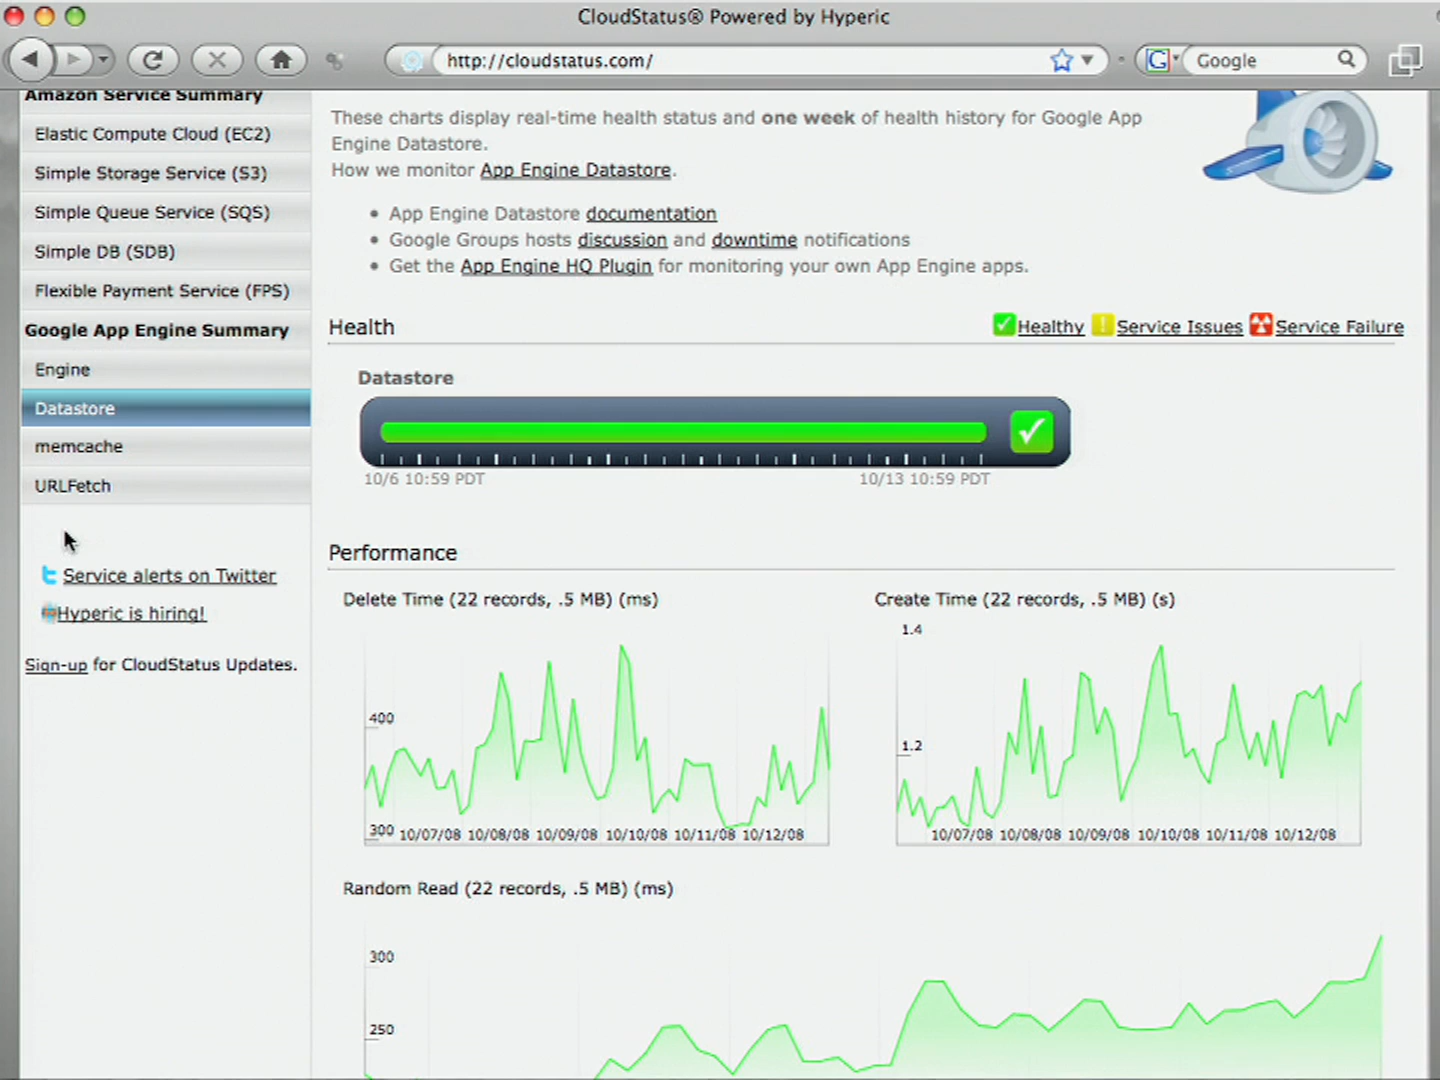 CloudStatus® Powered by Hyperic
http://cloudstatus.com/
Google
Amazon Service Summary
Elastic Compute Cloud (EC2)
Simple Storage Service (S3)
Simple Queue Service (SQS)
Simple DB (SDB)
Flexible Payment Service (FPS)
Google App Engine Summary
Engine
Datastore
memcache
URLFetch
Service alerts on Twitter
Hyperic is hiring!
Sign-up for CloudStatus Updates.
These charts display real-time health status and one week of health history for Google App
Engine Datastore.
How we monitor App Engine Datastore.
• App Engine Datastore documentation
• Google Groups hosts discussion and downtime notifications
• Get the App Engine HQ Plugin for monitoring your own App Engine apps.
Health
Healthy Service Issues Service Failure
Datastore
10/6 10:59 PDT 10/13 10:59 PDT
Performance
Delete Time (22 records, .5 MB) (ms)
400
300 10/07/08 10/08/08 10/09/08 10/10/08 10/11/08 10/12/08
Create Time (22 records, .5 MB) (s)
1.4
1.2
10/07/08 10/08/08 10/09/08 10/10/08 10/11/08 10/12/08
Random Read (22 records, .5 MB) (ms)
300
250